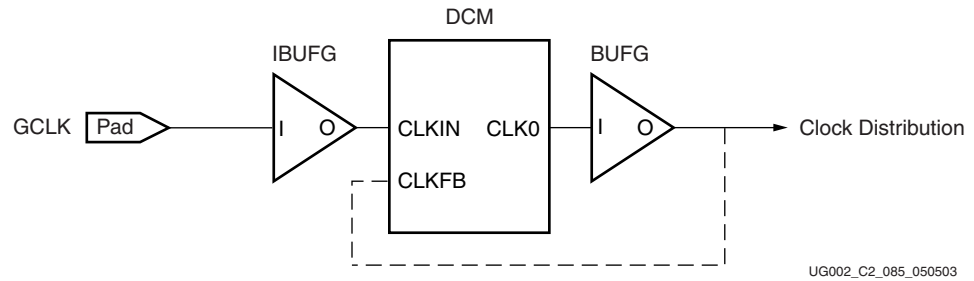 DCM
IBUFG
BUFG
GCLK Pad I O CLKIN CLK0 I O Clock Distribution
CLKFB
UG002_C2_085_050503